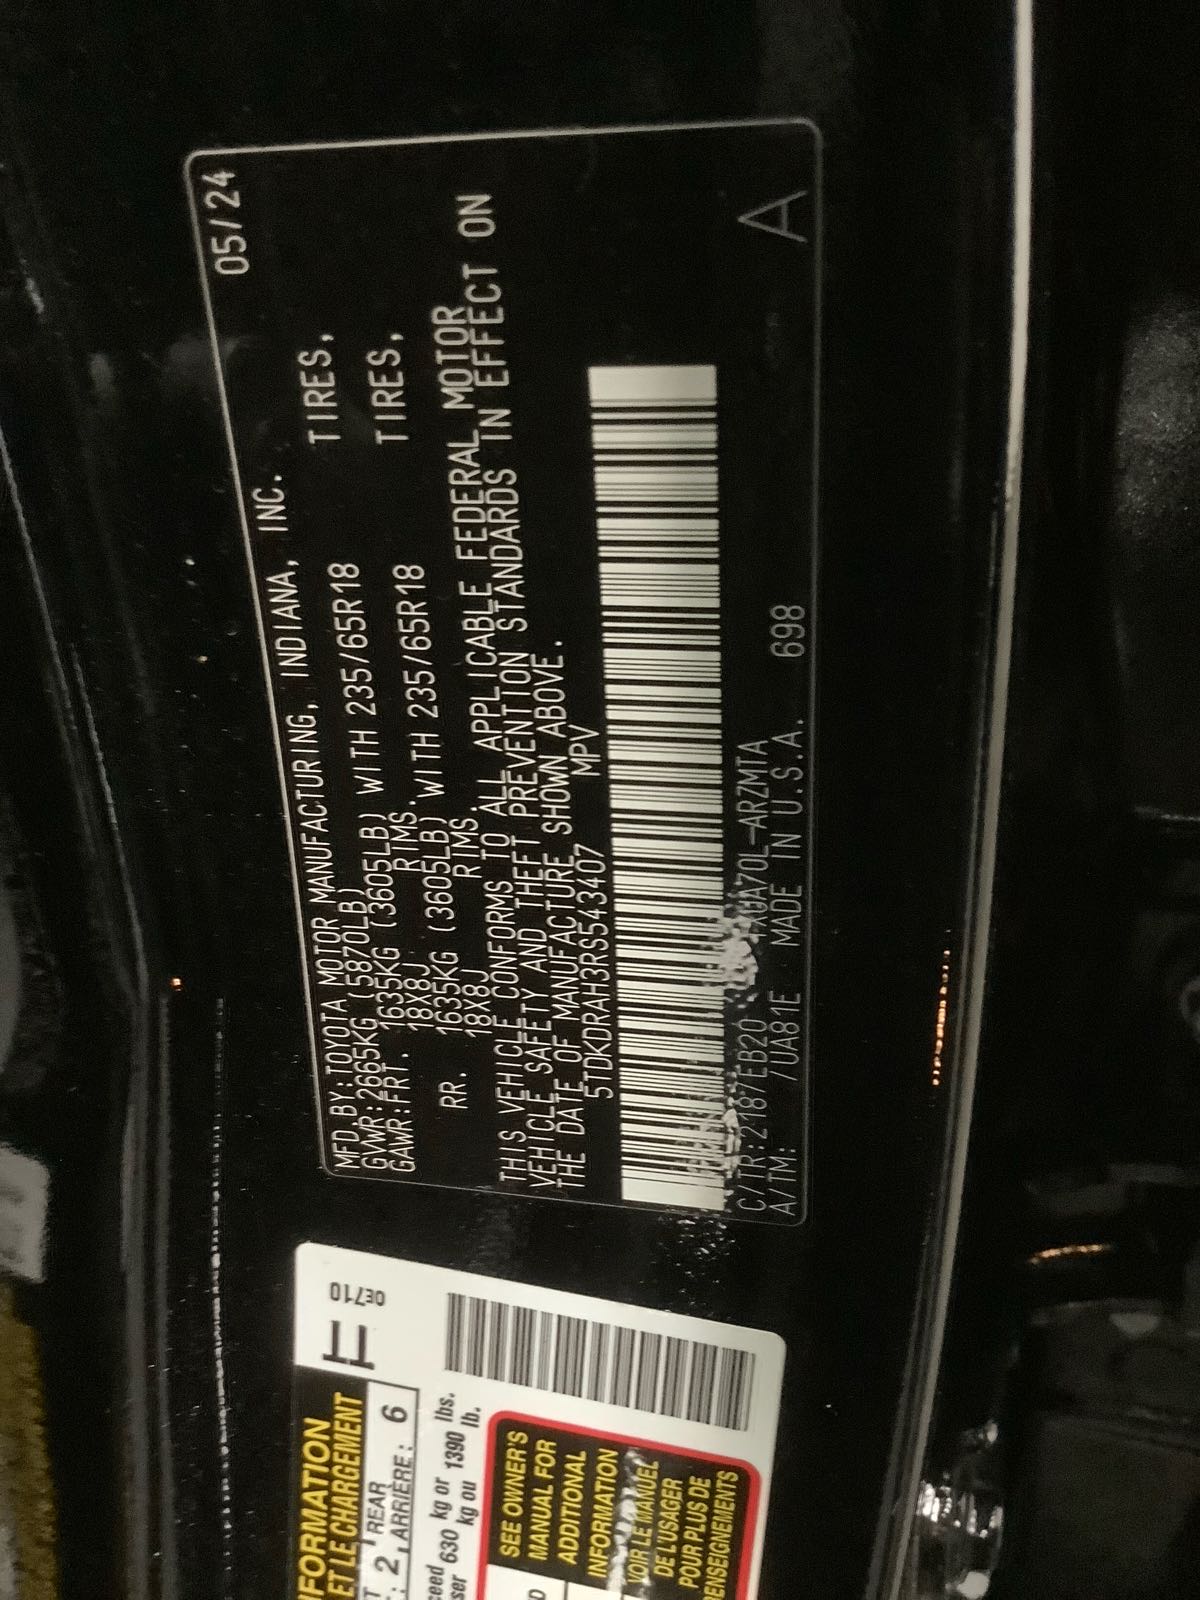 05/24
MFD.BY:TOYOTA MOTOR MANUFACTURING, INDIANA, INC.
GVWR:2665KG (5870LB)
GAWR:FRT. 1635KG (3605LB) WITH 235/65R18 TIRES,
18X8J RIMS.
RR. 1635KG (3605LB) WITH 235/65R18 TIRES,
18X8J RIMS.
THIS VEHICLE CONFORMS TO ALL APPLICABLE FEDERAL MOTOR
VEHICLE SAFETY AND THEFT PREVENTION STANDARDS IN EFFECT ON
THE DATE OF MANUFACTURE SHOWN ABOVE.
5TDKDRAH3RS543407 MPV
C/TR:218 /EB20 XUA70L-ARZMTA
A/TM: /UA81E MADE IN U.S.A. 698
A
0E710
FORMATION
ET LE CHARGEMENT
2 REAR
ARRIÈRE: 6
630 kg or 1390 lbs.
kg ou lb.
SEE OWNER'S
MANUAL FOR
ADDITIONAL
INFORMATION
VOIR LE MANUEL
DE L'USAGER
POUR PLUS DE
RENSEIGNEMENTS